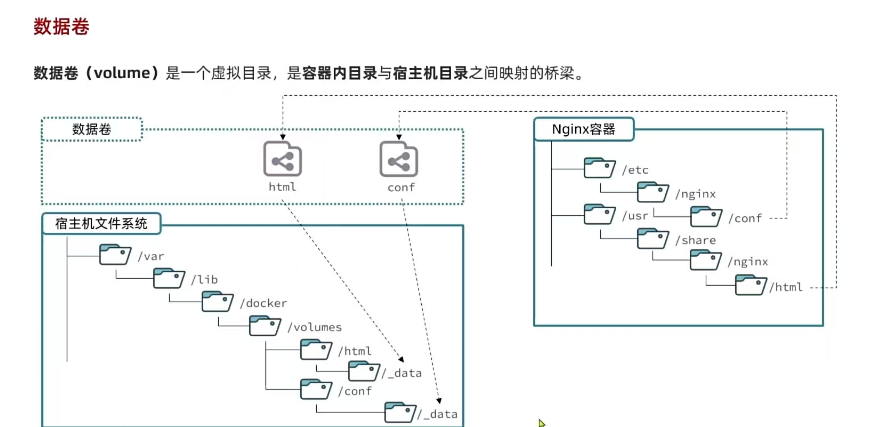 数据卷
数据卷（volume）是一个虚拟目录，是容器内目录与宿主机目录之间映射的桥梁。
数据卷
html
conf
宿主机文件系统
/var
/lib
/docker
/volumes
/html
/_data
/conf
/_data
Nginx容器
/etc
/nginx
/conf
/usr
/share
/nginx
/html